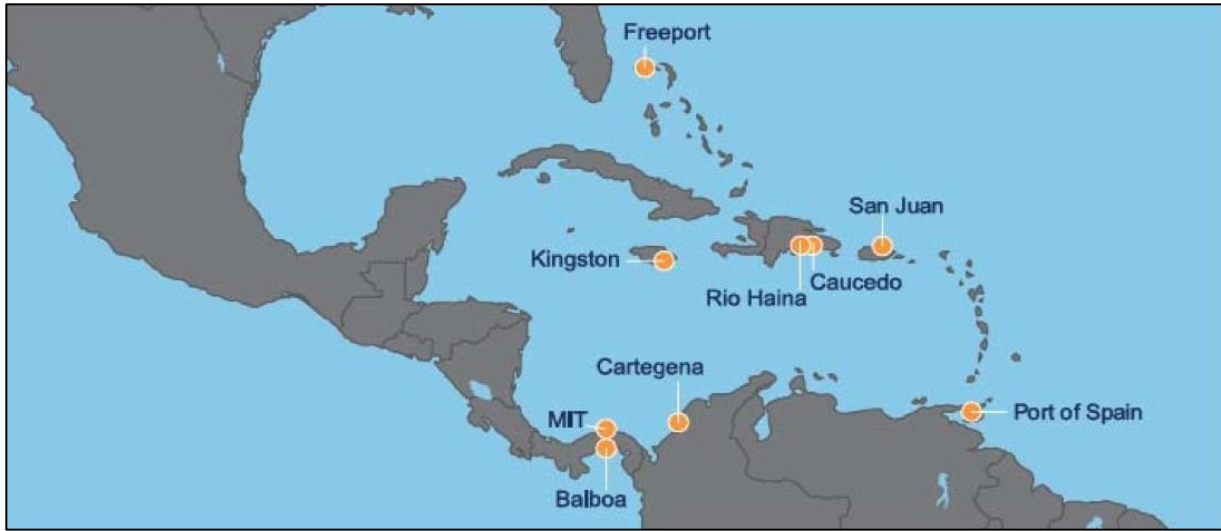 Freeport
San Juan
Kingston
Caucedo
Rio Haina
Cartegena
MIT
Port of Spain
Balboa